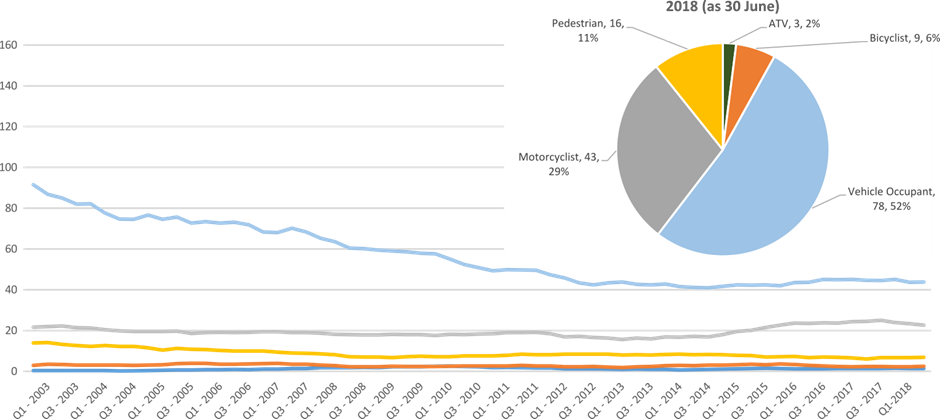 2018 (as 30 June)
Pedestrian, 16,
11%
ATV, 3, 2%
Bicyclist, 9, 6%
Motorcyclist, 43,
29%
Vehicle Occupant,
78, 52%
160
140
120
100
80
60
40
20
0
Q1 - 2003
Q3 - 2003
Q1 - 2004
Q3 - 2004
Q1 - 2005
Q3 - 2005
Q1 - 2006
Q3 - 2006
Q1 - 2007
Q3 - 2007
Q1 - 2008
Q3 - 2008
Q1 - 2009
Q3 - 2009
Q1 - 2010
Q3 - 2010
Q1 - 2011
Q3 - 2011
Q1 - 2012
Q3 - 2012
Q1 - 2013
Q3 - 2013
Q1 - 2014
Q3 - 2014
Q1 - 2015
Q3 - 2015
Q1 - 2016
Q3 - 2016
Q1 - 2017
Q3 - 2017
Q1 -2018